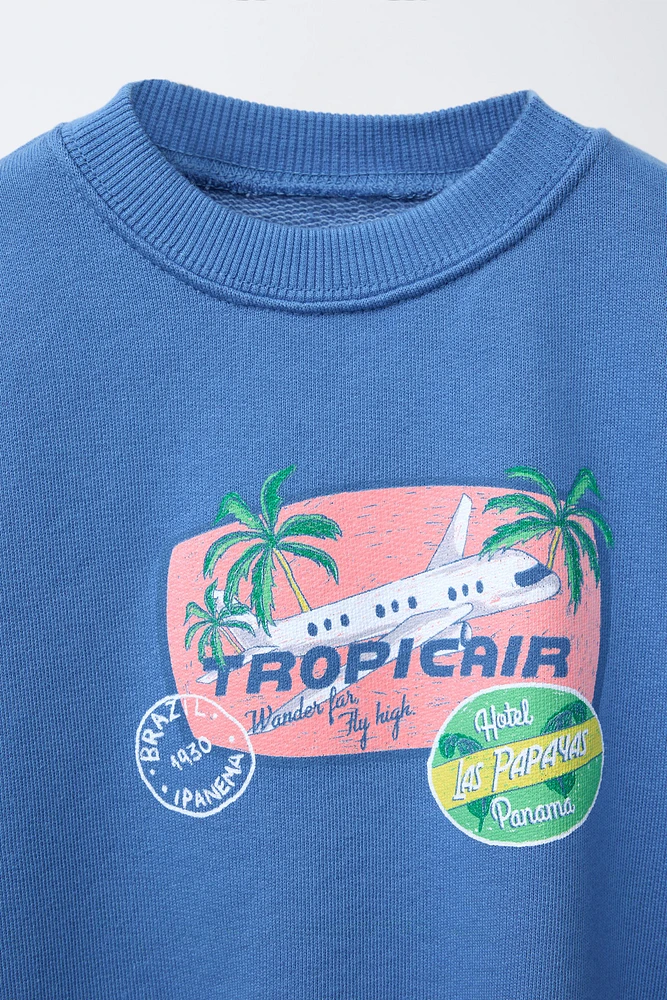 TROPICAIR
Wander far,
Fly high.
BRAZIL.
1930
· IPANEMA ·
Hotel
LAS PAPAYAS
Panama